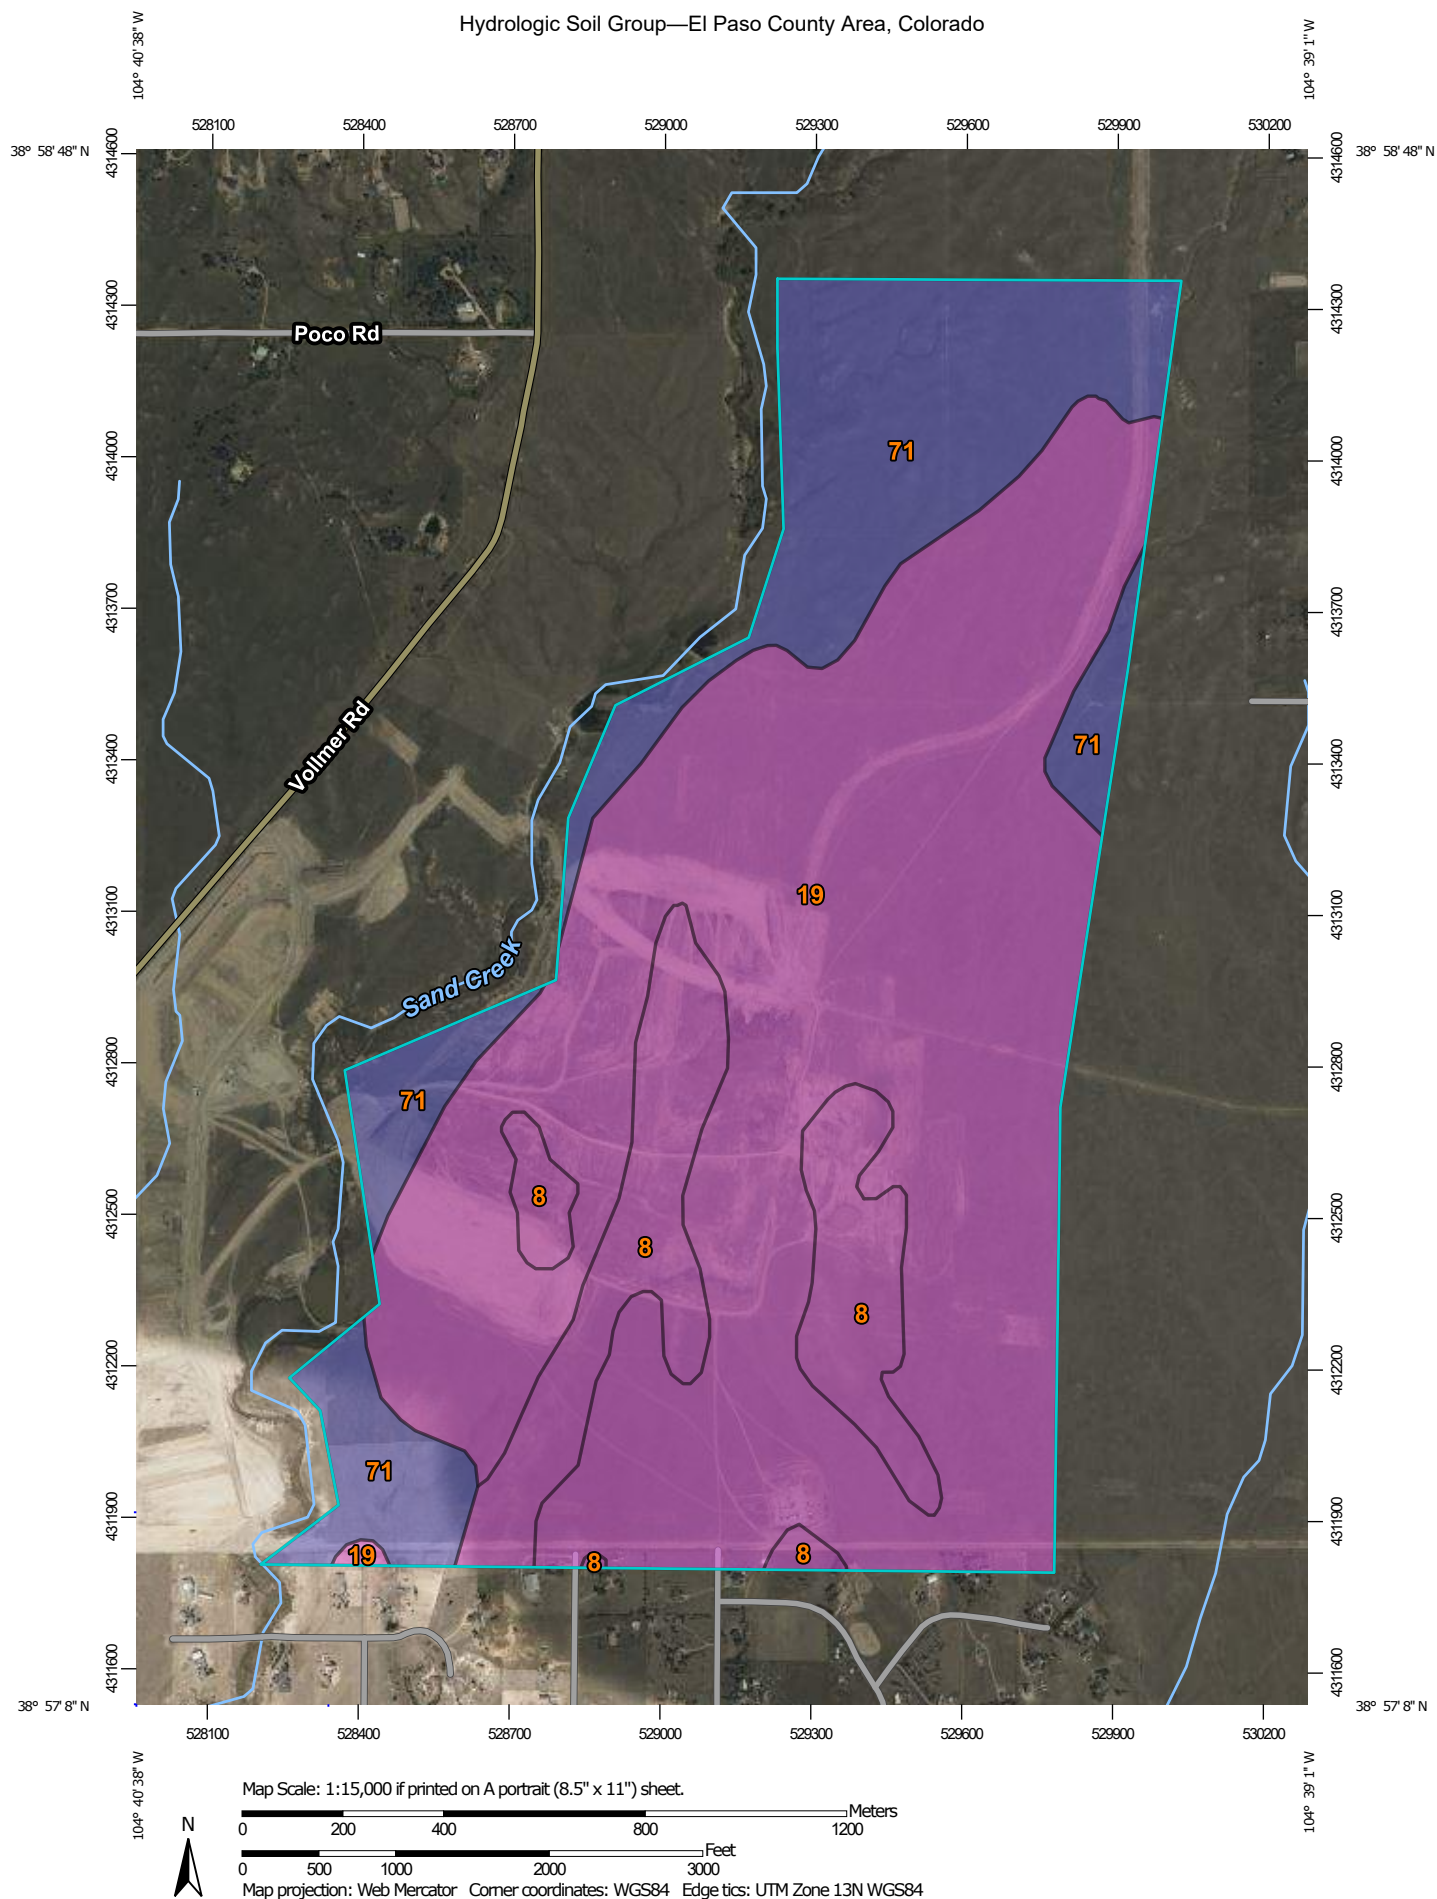 Hydrologic Soil Group—El Paso County Area, Colorado
104° 40' 38" W
104° 39' 1" W
528100 528400 528700 529000 529300 529600 529900 530200
38° 58' 48" N
38° 58' 48" N
4314600
4314600
4314300
4314300
Poco Rd
71
4314000
4314000
4313700
4313700
Vollmer Rd
71
4313400
4313400
19
4313100
4313100
Sand Creek
4312800
4312800
71
8
4312500
4312500
8
8
4312200
4312200
71
4311900
4311900
19
8
8
4311600
4311600
38° 57' 8" N
38° 57' 8" N
528100 528400 528700 529000 529300 529600 529900 530200
104° 40' 38" W
104° 39' 1" W
Map Scale: 1:15,000 if printed on A portrait (8.5" x 11") sheet.
Meters
0 200 400 800 1200
N
Feet
0 500 1000 2000 3000
Map projection: Web Mercator Corner coordinates: WGS84 Edge tics: UTM Zone 13N WGS84